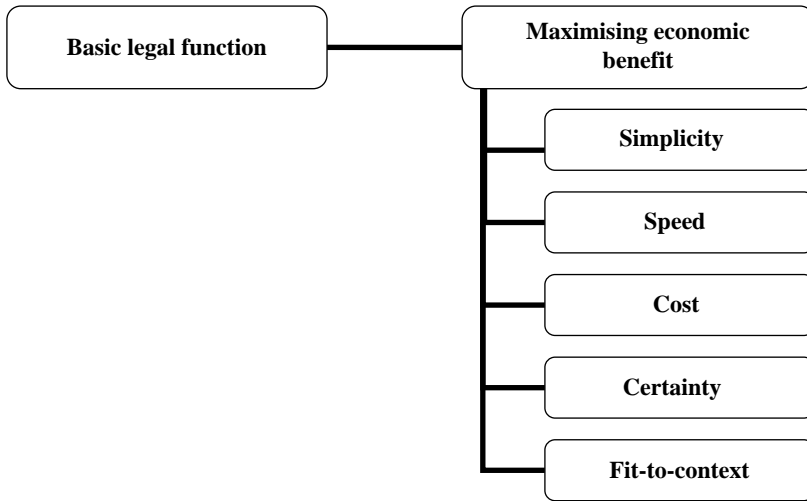 Basic legal function
Maximising economic
benefit
Simplicity
Speed
Cost
Certainty
Fit-to-context